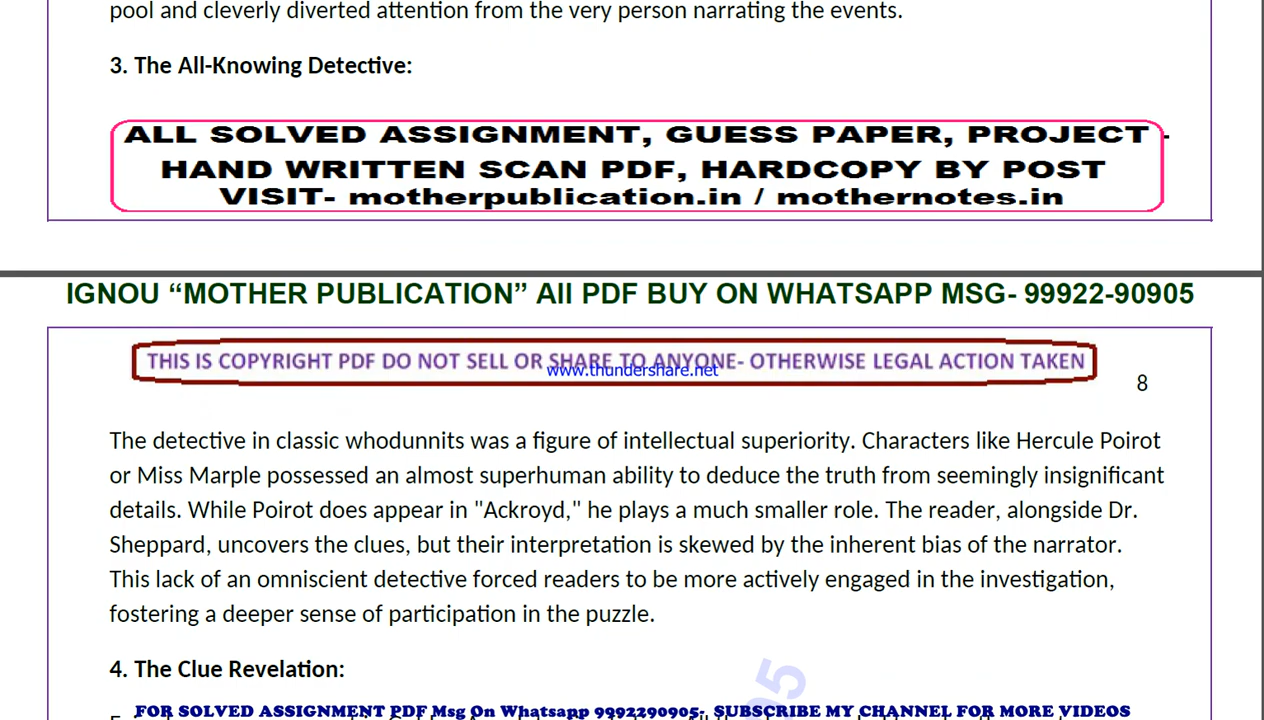 pool and cleverly diverted attention from the very person narrating the events.
3. The All-Knowing Detective:
ALL SOLVED ASSIGNMENT, GUESS PAPER, PROJECT -
HAND WRITTEN SCAN PDF, HARDCOPY BY POST
VISIT- motherpublication.in / mothernotes.in
IGNOU “MOTHER PUBLICATION” All PDF BUY ON WHATSAPP MSG- 99922-90905
THIS IS COPYRIGHT PDF DO NOT SELL OR SHARE TO ANYONE- OTHERWISE LEGAL ACTION TAKEN
www.thundershare.net
8
The detective in classic whodunnits was a figure of intellectual superiority. Characters like Hercule Poirot
or Miss Marple possessed an almost superhuman ability to deduce the truth from seemingly insignificant
details. While Poirot does appear in "Ackroyd," he plays a much smaller role. The reader, alongside Dr.
Sheppard, uncovers the clues, but their interpretation is skewed by the inherent bias of the narrator.
This lack of an omniscient detective forced readers to be more actively engaged in the investigation,
fostering a deeper sense of participation in the puzzle.
4. The Clue Revelation:
05
FOR SOLVED ASSIGNMENT PDF Msg On Whatsapp 9992290905- SUBSCRIBE MY CHANNEL FOR MORE VIDEOS